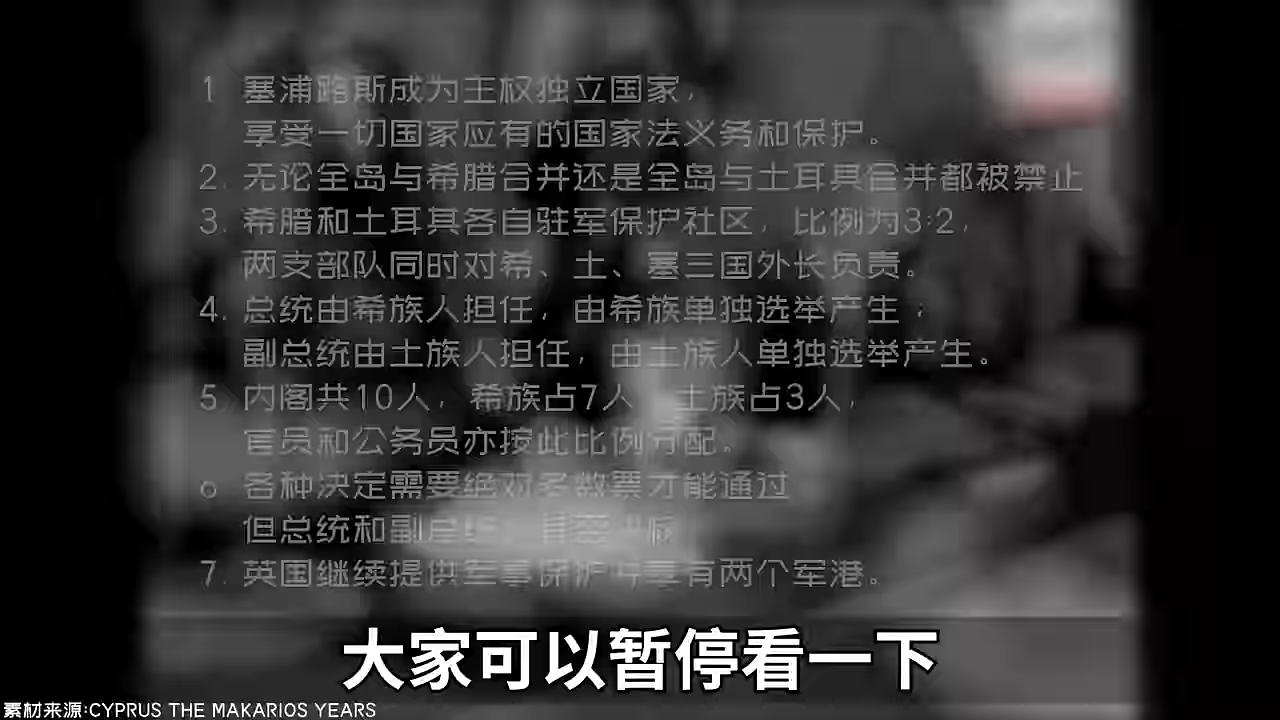 1 塞浦路斯成为主权独立国家，
享受一切国家应有的国家法义务和保护。
2. 无论全岛与希腊合并还是全岛与土耳其合并都被禁止
3. 希腊和土耳其各自驻军保护社区，比例为3:2，
两支部队同时对希、土、塞三国外长负责。
4. 总统由希族人担任，由希族单独选举产生；
副总统由土族人担任，由土族人单独选举产生。
5 内阁共10人，希族占7人 土族占3人，
官员和公务员亦按此比例分配。
6 各种决定需要绝对多数票才能通过
但总统和副总统
7. 英国继续提供军事保护并享有两个军港。
大家可以暂停看一下
素材来源:CYPRUS THE MAKARIOS YEARS